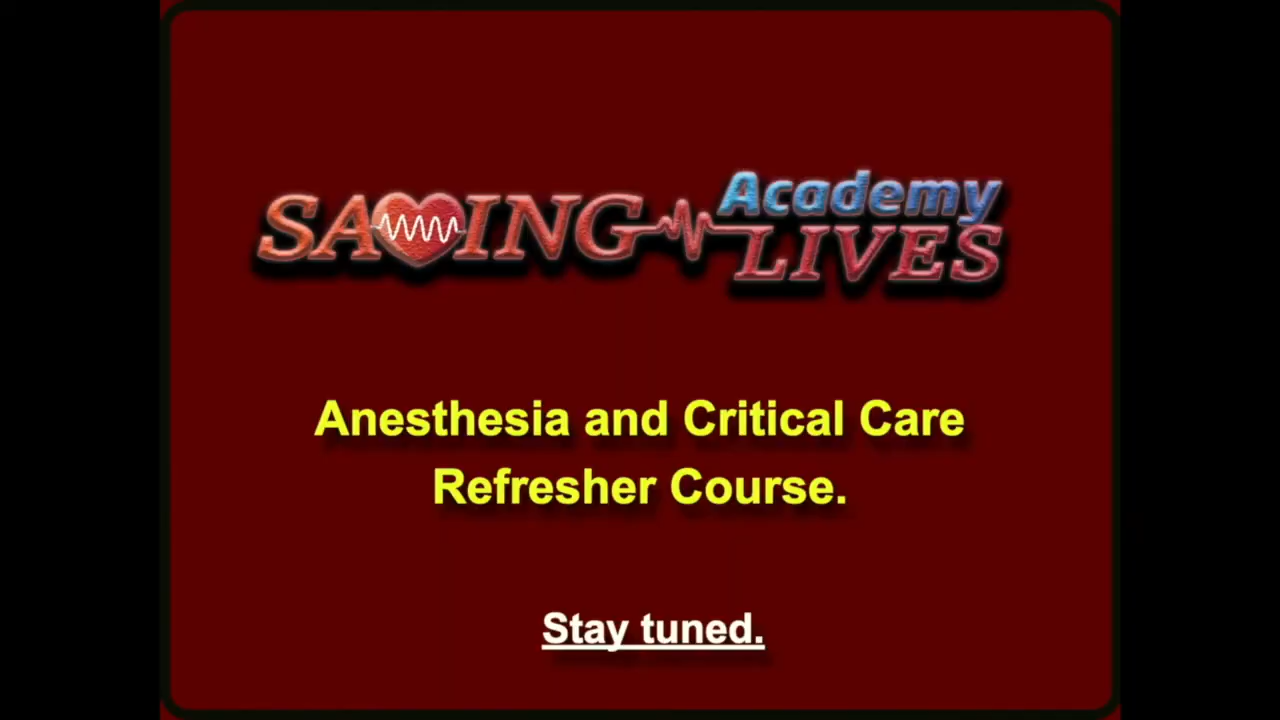 SAVING Academy
LIVES
Anesthesia and Critical Care
Refresher Course.
Stay tuned.